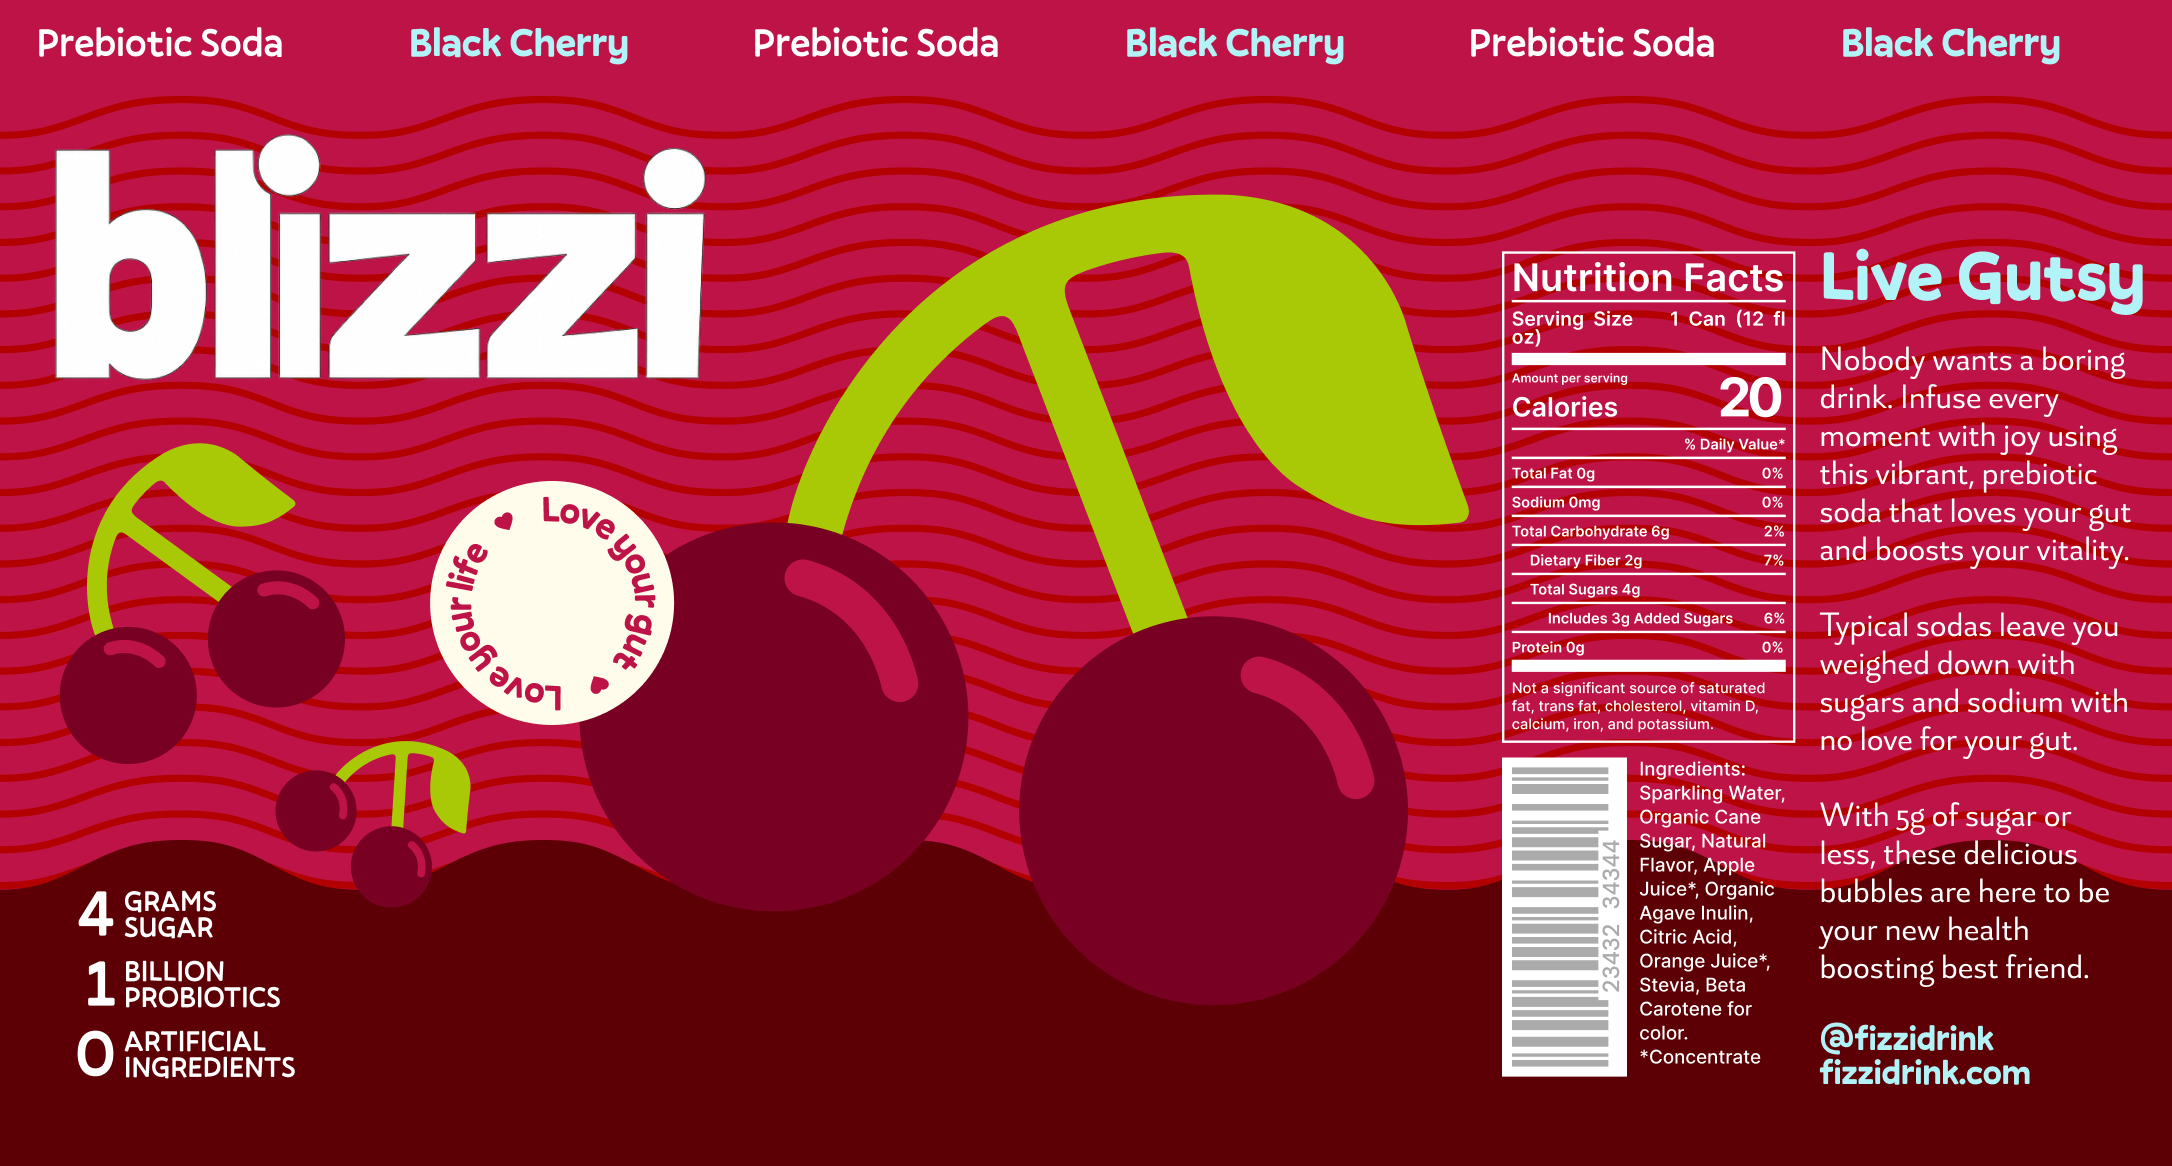 Prebiotic Soda Black Cherry Prebiotic Soda Black Cherry Prebiotic Soda Black Cherry
blizzi
Love your gut
Love your life
4 GRAMS
SUGAR
1 BILLION
PROBIOTICS
0 ARTIFICIAL
INGREDIENTS
Nutrition Facts
Serving Size 1 Can (12 fl
oz)
Amount per serving
Calories 20
% Daily Value*
Total Fat 0g 0%
Sodium 0mg 0%
Total Carbohydrate 6g 2%
Dietary Fiber 2g 7%
Total Sugars 4g
Includes 3g Added Sugars 6%
Protein 0g 0%
Not a significant source of saturated
fat, trans fat, cholesterol, vitamin D,
calcium, iron, and potassium.
23432 34344
Ingredients:
Sparkling Water,
Organic Cane
Sugar, Natural
Flavor, Apple
Juice*, Organic
Agave Inulin,
Citric Acid,
Orange Juice*,
Stevia, Beta
Carotene for
color.
*Concentrate
Live Gutsy
Nobody wants a boring
drink. Infuse every
moment with joy using
this vibrant, prebiotic
soda that loves your gut
and boosts your vitality.
Typical sodas leave you
weighed down with
sugars and sodium with
no love for your gut.
With 5g of sugar or
less, these delicious
bubbles are here to be
your new health
boosting best friend.
@fizzidrink
fizzidrink.com